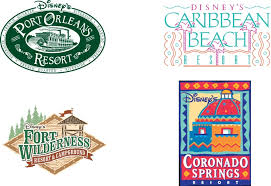 Disney's
PORT ORLEANS
RESORT
DISNEY'S
CARIBBEAN
BEACH
RESORT
Disney's
FORT
WILDERNESS
RESORT & CAMPGROUND
Disney's
CORONADO
SPRINGS
RESORT